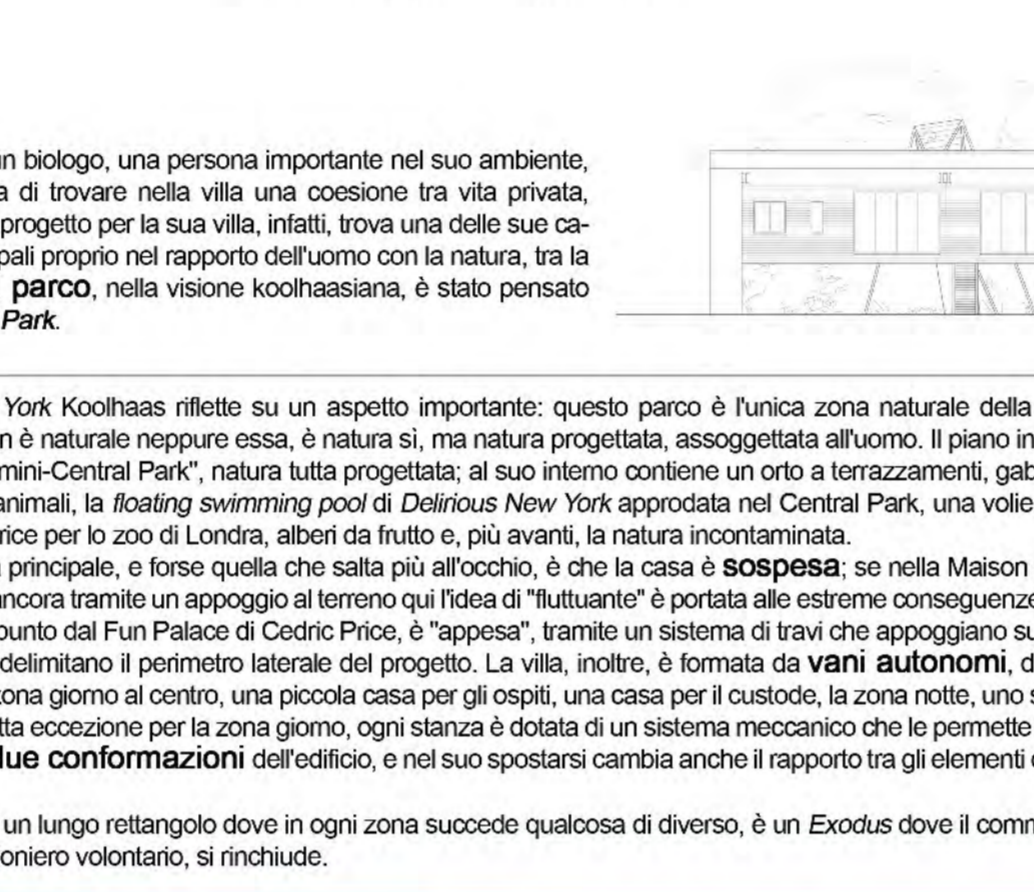 un biologo, una persona importante nel suo ambiente,
a di trovare nella villa una coesione tra vita privata,
progetto per la sua villa, infatti, trova una delle sue ca-
pali proprio nel rapporto dell'uomo con la natura, tra la
parco, nella visione koolhaasiana, è stato pensato
Park.
York Koolhaas riflette su un aspetto importante: questo parco è l'unica zona naturale della
n è naturale neppure essa, è natura sì, ma natura progettata, assoggettata all'uomo. Il piano in
mini-Central Park", natura tutta progettata; al suo interno contiene un orto a terrazzamenti, gab
animali, la floating swimming pool di Delirious New York approdata nel Central Park, una volie
rice per lo zoo di Londra, alberi da frutto e, più avanti, la natura incontaminata.
a principale, e forse quella che salta più all'occhio, è che la casa è sospesa; se nella Maison
ancora tramite un appoggio al terreno qui l'idea di "fluttuante" è portata alle estreme conseguenze
punto dal Fun Palace di Cedric Price, è "appesa", tramite un sistema di travi che appoggiano su
delimitano il perimetro laterale del progetto. La villa, inoltre, è formata da vani autonomi, d
zona giorno al centro, una piccola casa per gli ospiti, una casa per il custode, la zona notte, uno s
tta eccezione per la zona giorno, ogni stanza è dotata di un sistema meccanico che le permette
due conformazioni dell'edificio, e nel suo spostarsi cambia anche il rapporto tra gli elementi
un lungo rettangolo dove in ogni zona succede qualcosa di diverso, è un Exodus dove il comm
oniero volontario, si rinchiude.